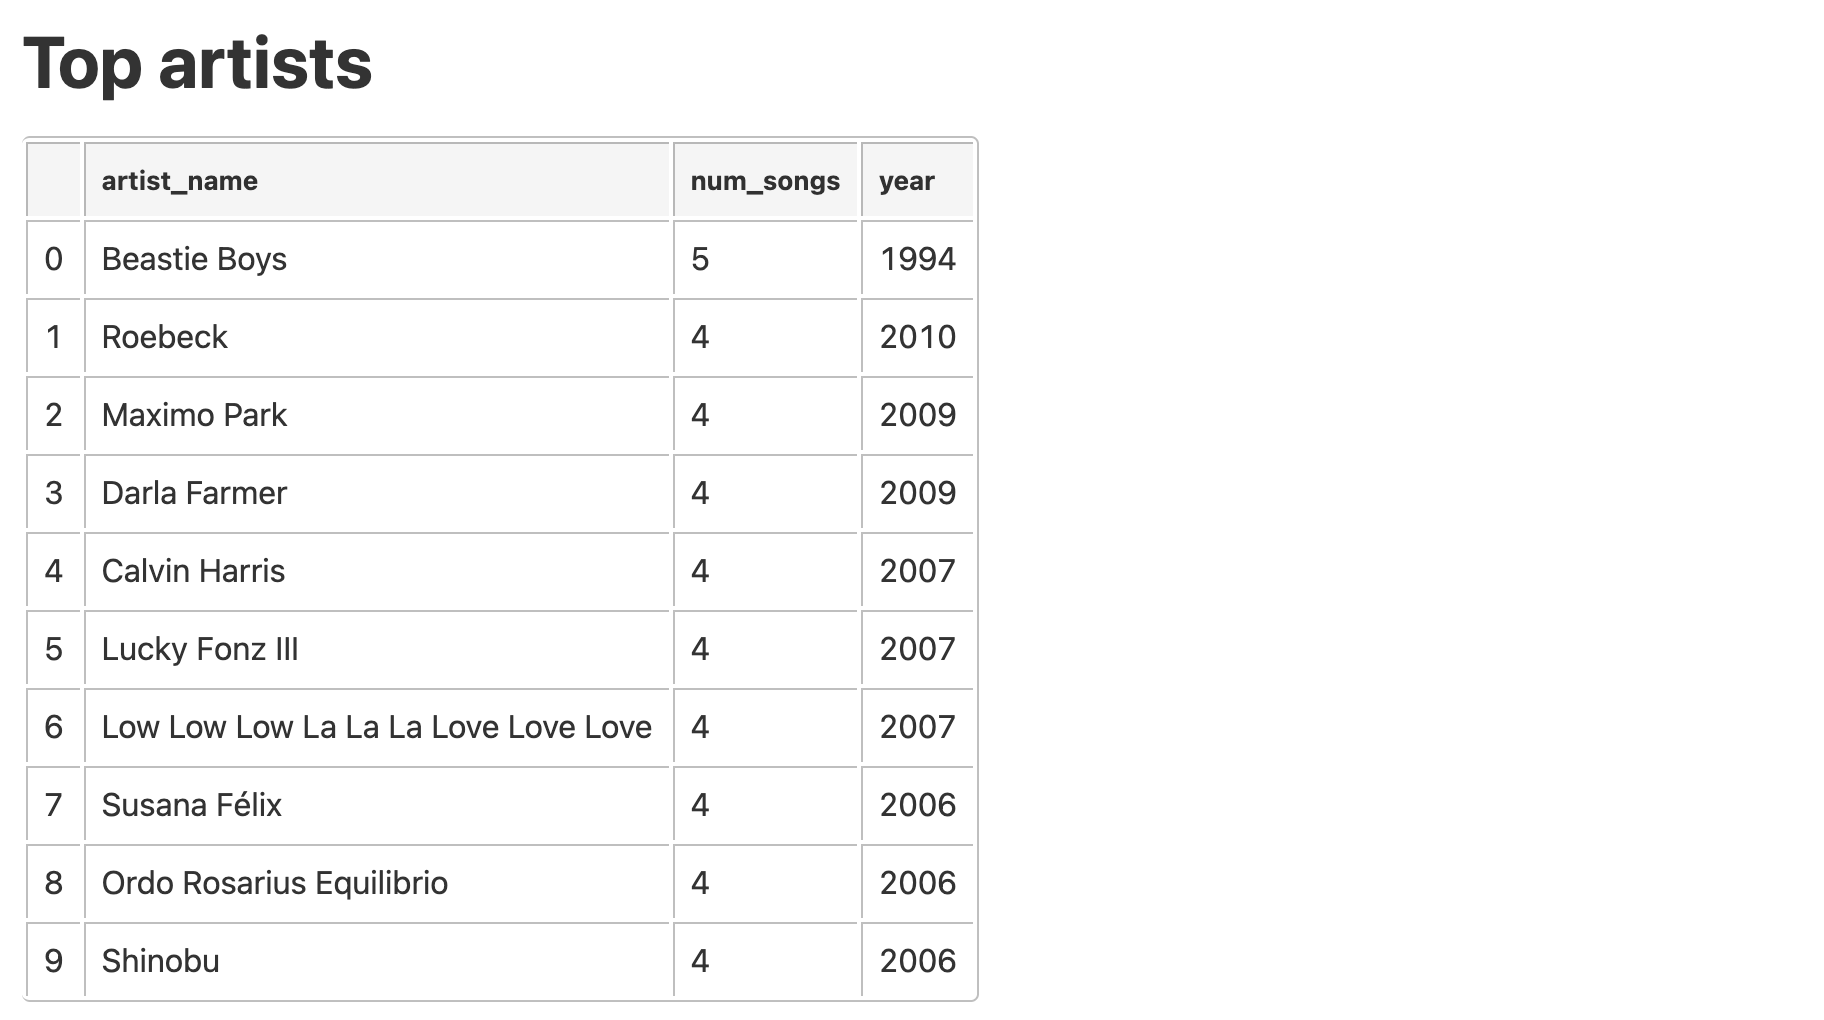 Top artists
artist_name num_songs year
0 Beastie Boys 5 1994
1 Roebeck 4 2010
2 Maximo Park 4 2009
3 Darla Farmer 4 2009
4 Calvin Harris 4 2007
5 Lucky Fonz III 4 2007
6 Low Low Low La La La Love Love Love 4 2007
7 Susana Félix 4 2006
8 Ordo Rosarius Equilibrio 4 2006
9 Shinobu 4 2006